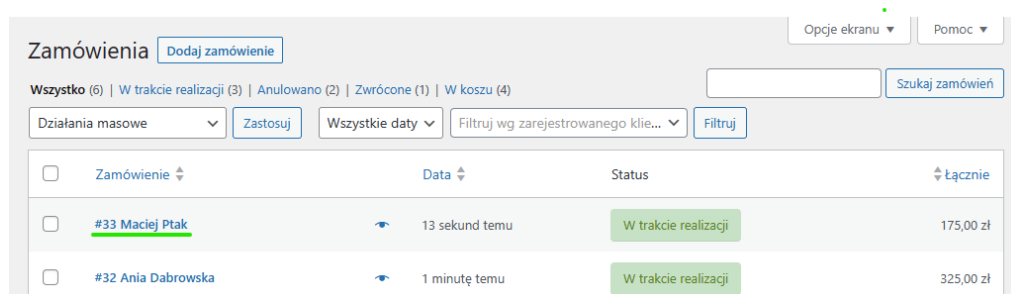 Opcje ekranu ▼ Pomoc ▼
Zamówienia Dodaj zamówienie
Wszystko (6) | W trakcie realizacji (3) | Anulowano (2) | Zwrócone (1) | W koszu (4) Szukaj zamówień
Działania masowe Zastosuj Wszystkie daty Filtruj wg zarejestrowanego klie... Filtruj
Zamówienie Data Status Łącznie
#33 Maciej Ptak 13 sekund temu W trakcie realizacji 175,00 zł
#32 Ania Dabrowska 1 minutę temu W trakcie realizacji 325,00 zł